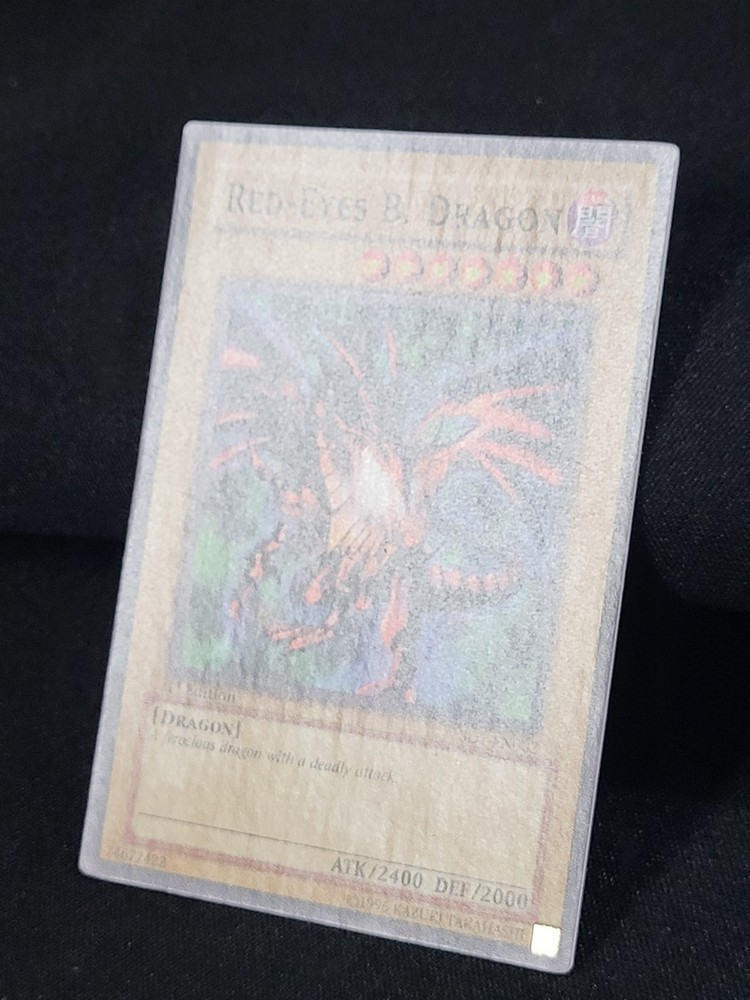 RED-EYES B. DRAGON 闇
1st Edition
[DRAGON]
A ferocious dragon with a deadly attack.
ATK/2400 DEF/2000
©1996 KAZUKI TAKAHASHI